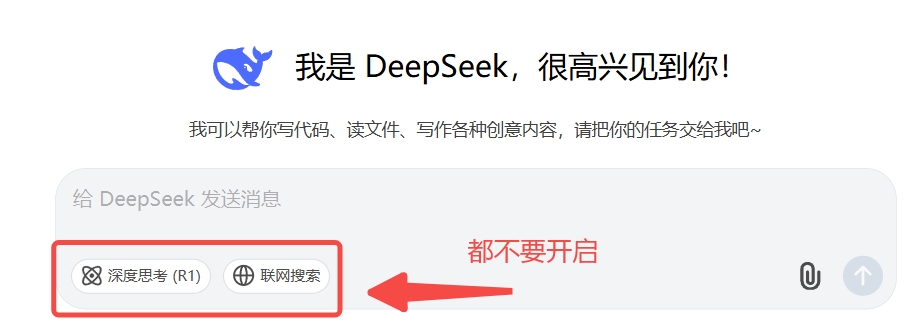 我是 DeepSeek，很高兴见到你！
我可以帮你写代码、读文件、写作各种创意内容，请把你的任务交给我吧~
给 DeepSeek 发送消息
都不要开启
深度思考 (R1)
联网搜索